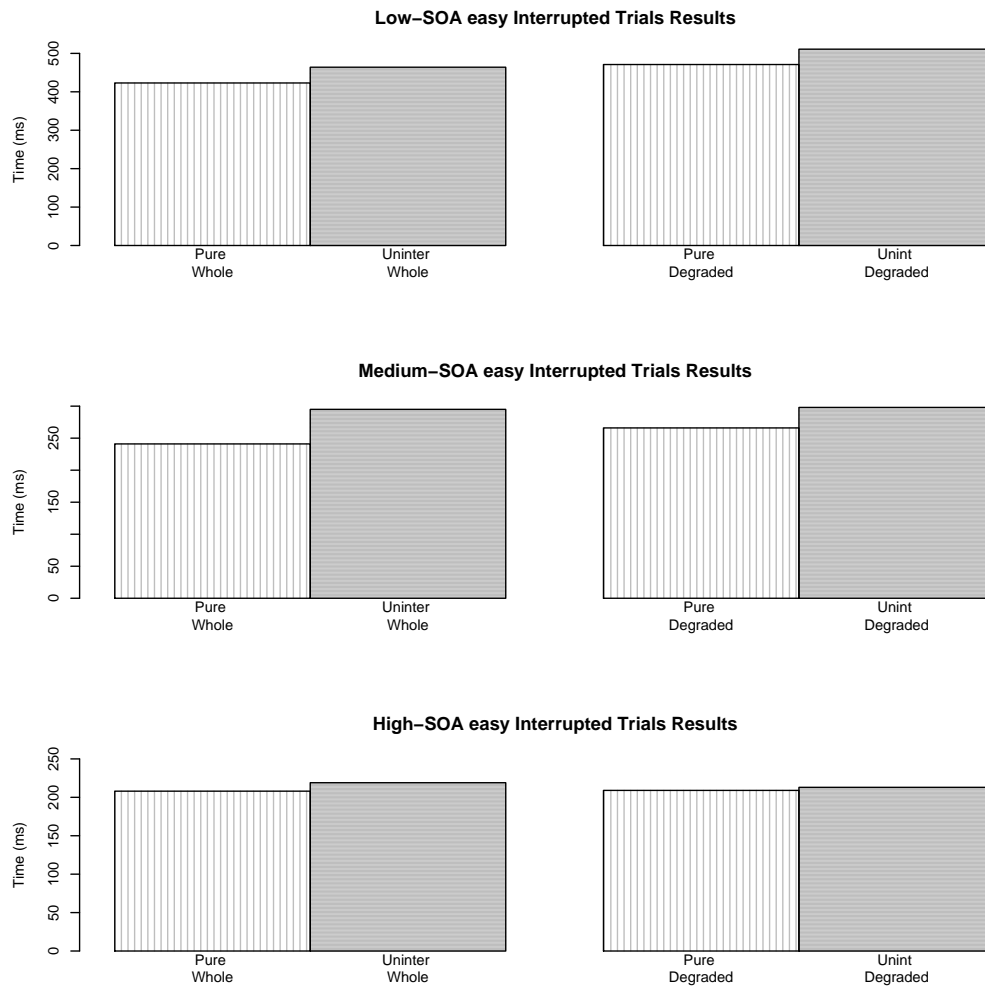 Low−SOA easy Interrupted Trials Results
Time (ms)
500
400
300
200
100
0
Pure Uninter Pure Unint
Whole Whole Degraded Degraded
Medium−SOA easy Interrupted Trials Results
Time (ms)
250
150
50
0
Pure Uninter Pure Unint
Whole Whole Degraded Degraded
High−SOA easy Interrupted Trials Results
Time (ms)
250
200
150
100
50
0
Pure Uninter Pure Unint
Whole Whole Degraded Degraded